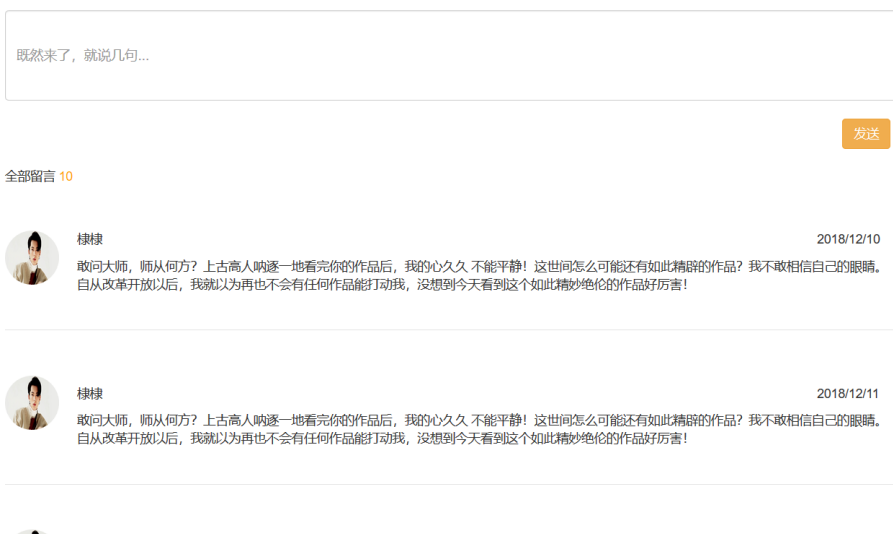 既然来了，就说几句...
发送
全部留言 10
棣棣 2018/12/10
敢问大师，师从何方？上古高人呐逐一地看完你的作品后，我的心久久 不能平静！这世间怎么可能还有如此精辟的作品？我不敢相信自己的眼睛。
自从改革开放以后，我就以为再也不会有任何作品能打动我，没想到今天看到这个如此精妙绝伦的作品好厉害！
棣棣 2018/12/11
敢问大师，师从何方？上古高人呐逐一地看完你的作品后，我的心久久 不能平静！这世间怎么可能还有如此精辟的作品？我不敢相信自己的眼睛。
自从改革开放以后，我就以为再也不会有任何作品能打动我，没想到今天看到这个如此精妙绝伦的作品好厉害！